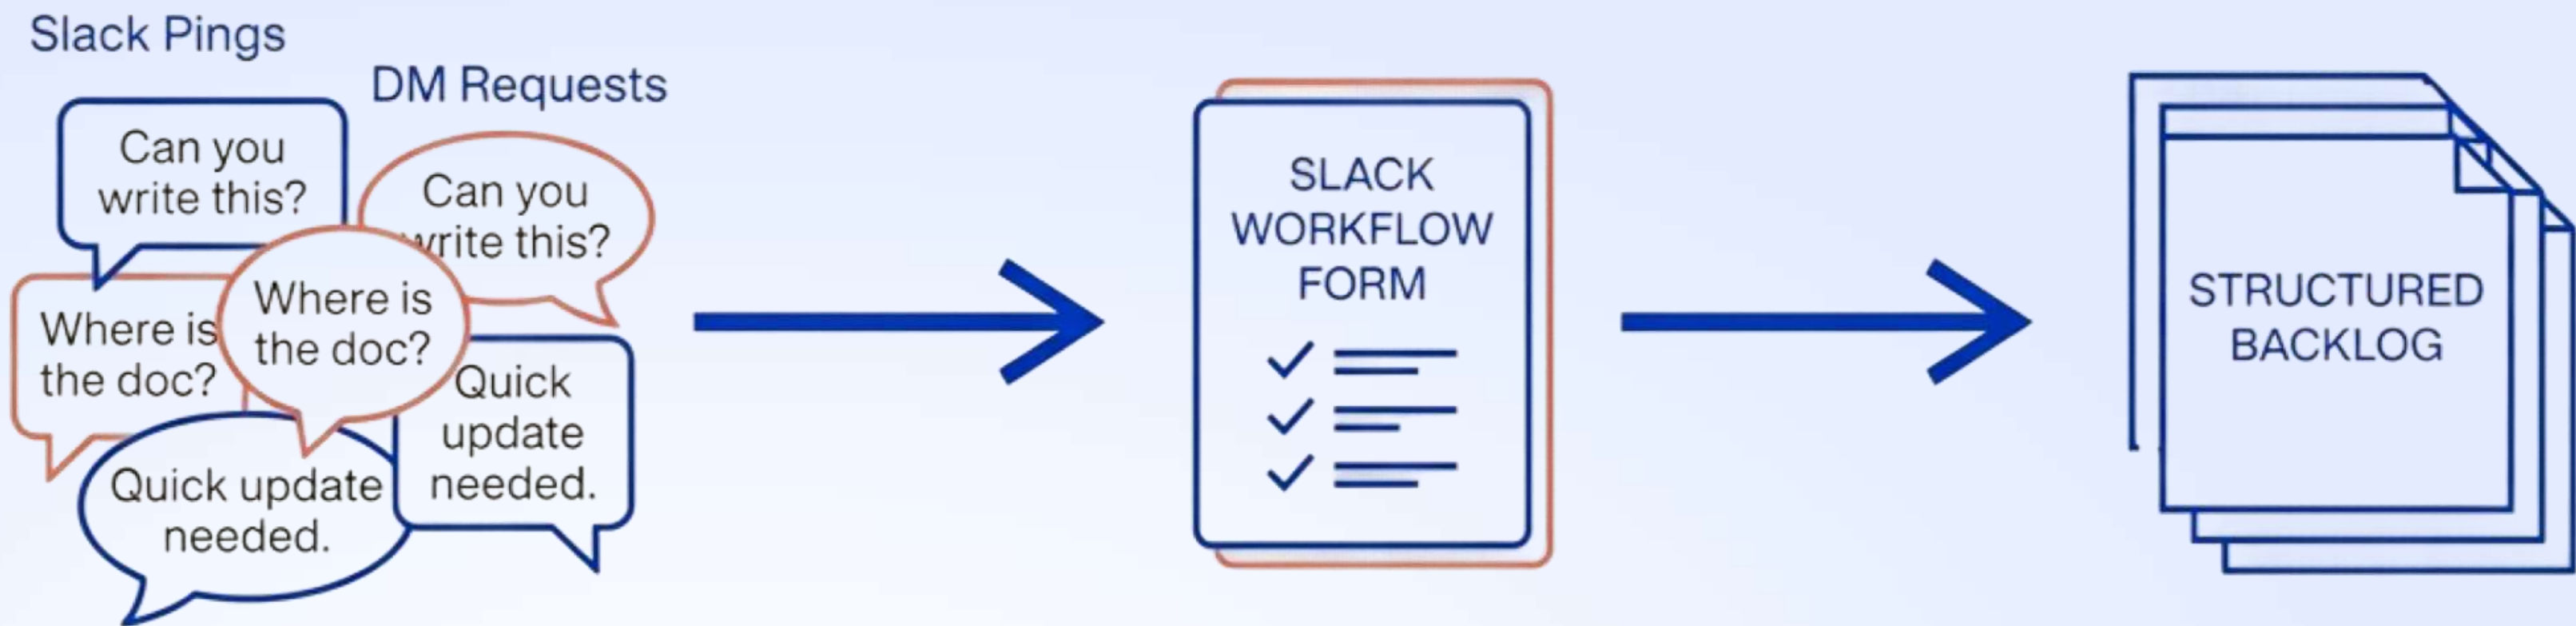 Slack Pings
DM Requests
Can you
write this?
Can you
write this?
Where is
the doc?
Where is
the doc?
Quick
update
needed.
Quick update
needed.
SLACK
WORKFLOW
FORM
STRUCTURED
BACKLOG